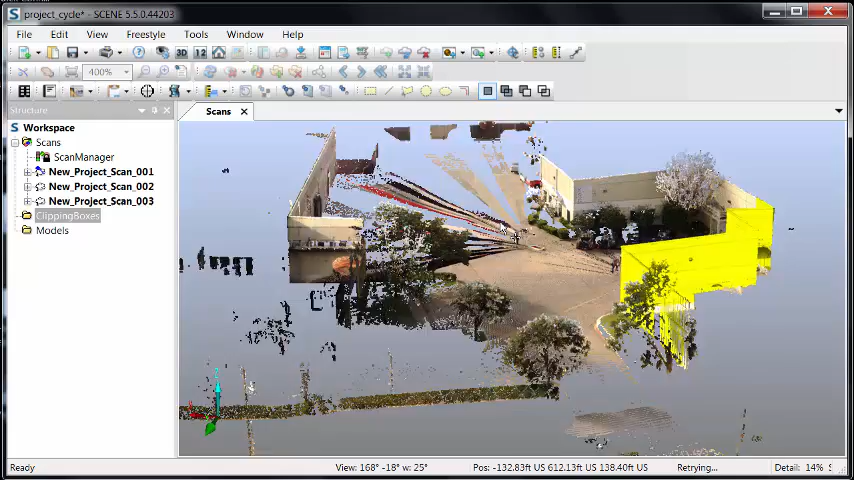 project_cycle* - SCENE 5.5.0.44203
File Edit View Freestyle Tools Window Help
400%
Structure
Scans
Workspace
Scans
ScanManager
New_Project_Scan_001
New_Project_Scan_002
New_Project_Scan_003
ClippingBoxes
Models
Ready
View: 168° -18° w: 25°
Pos: -132.83ft US 612.13ft US 138.40ft US
Retrying...
Detail: 14% S